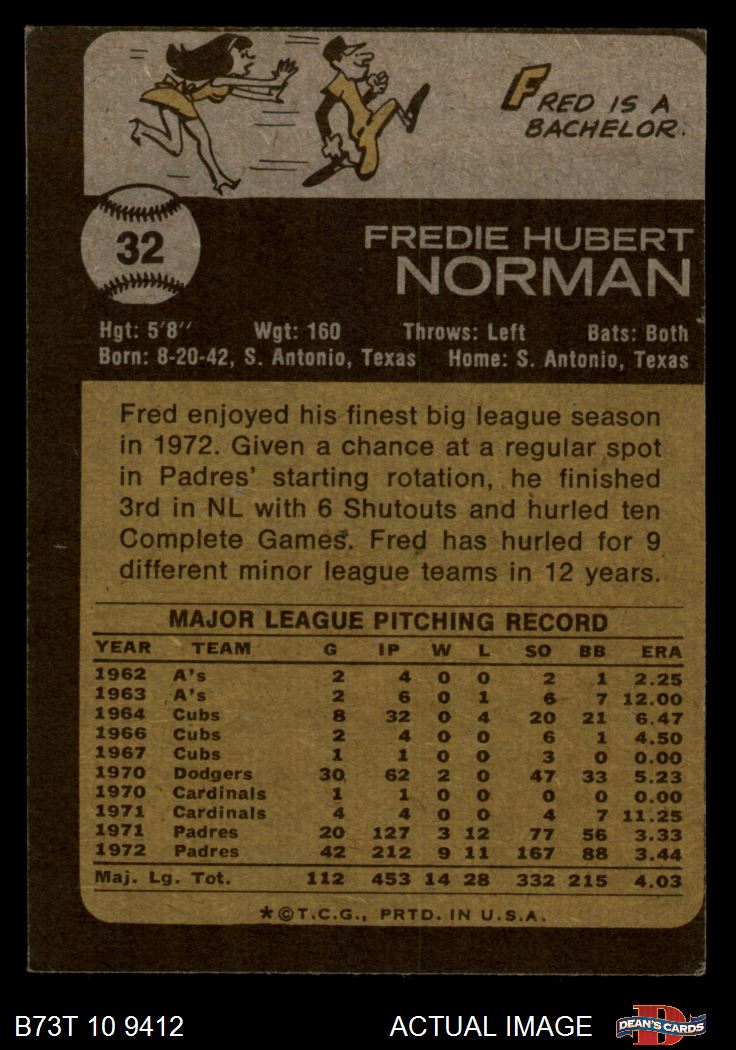 FRED IS A
BACHELOR.
32
FREDIE HUBERT
NORMAN
Hgt: 5'8" Wgt: 160 Throws: Left Bats: Both
Born: 8-20-42, S. Antonio, Texas Home: S. Antonio, Texas
Fred enjoyed his finest big league season
in 1972. Given a chance at a regular spot
in Padres' starting rotation, he finished
3rd in NL with 6 Shutouts and hurled ten
Complete Games. Fred has hurled for 9
different minor league teams in 12 years.
MAJOR LEAGUE PITCHING RECORD
YEAR TEAM G IP W L SO BB ERA
1962 A's 2 4 0 0 2 1 2.25
1963 A's 2 6 0 1 6 7 12.00
1964 Cubs 8 32 0 4 20 21 6.47
1966 Cubs 2 4 0 0 6 1 4.50
1967 Cubs 1 1 0 0 3 0 0.00
1970 Dodgers 30 62 2 0 47 33 5.23
1970 Cardinals 1 1 0 0 0 0 0.00
1971 Cardinals 4 4 0 0 4 7 11.25
1971 Padres 20 127 3 12 77 56 3.33
1972 Padres 42 212 9 11 167 88 3.44
Maj. Lg. Tot. 112 453 14 28 332 215 4.03
*©T.C.G., PRTD. IN U.S.A.
B73T 10 9412 ACTUAL IMAGE D DEAN'S CARDS